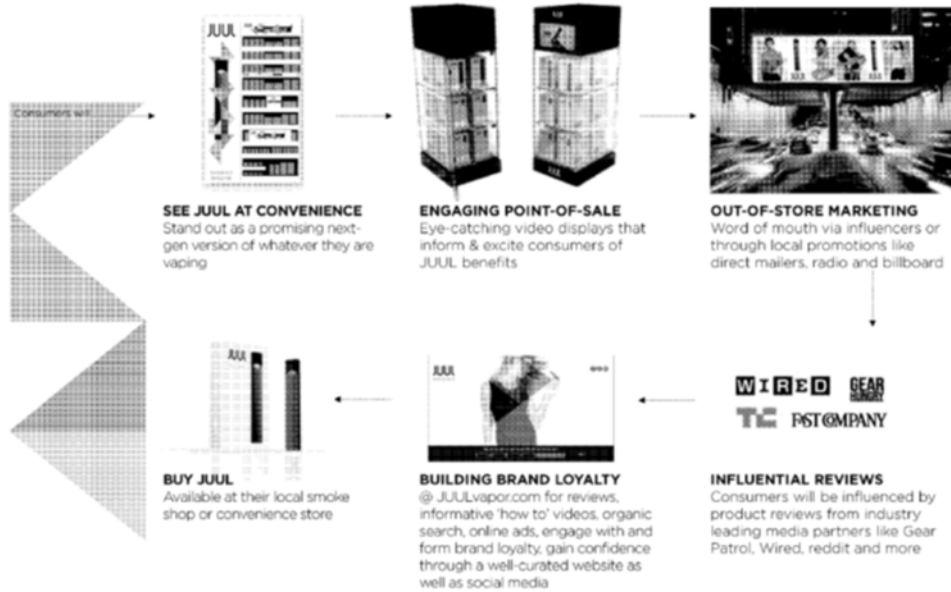 Consumers will
JUUL
SEE JUUL AT CONVENIENCE
Stand out as a promising next-
gen version of whatever they are
vaping
JUUL
ENGAGING POINT-OF-SALE
Eye-catching video displays that
inform & excite consumers of
JUUL benefits
JUUL
JUUL
OUT-OF-STORE MARKETING
Word of mouth via influencers or
through local promotions like
direct mailers, radio and billboard
WIRED
GEAR
HUNGRY
TC
FAST COMPANY
INFLUENTIAL REVIEWS
Consumers will be influenced by
product reviews from industry
leading media partners like Gear
Patrol, Wired, reddit and more
JUUL
BUILDING BRAND LOYALTY
@ JUULvapor.com for reviews,
informative 'how to' videos, organic
search, online ads, engage with and
form brand loyalty, gain confidence
through a well-curated website as
well as social media
JUUL
BUY JUUL
Available at their local smoke
shop or convenience store